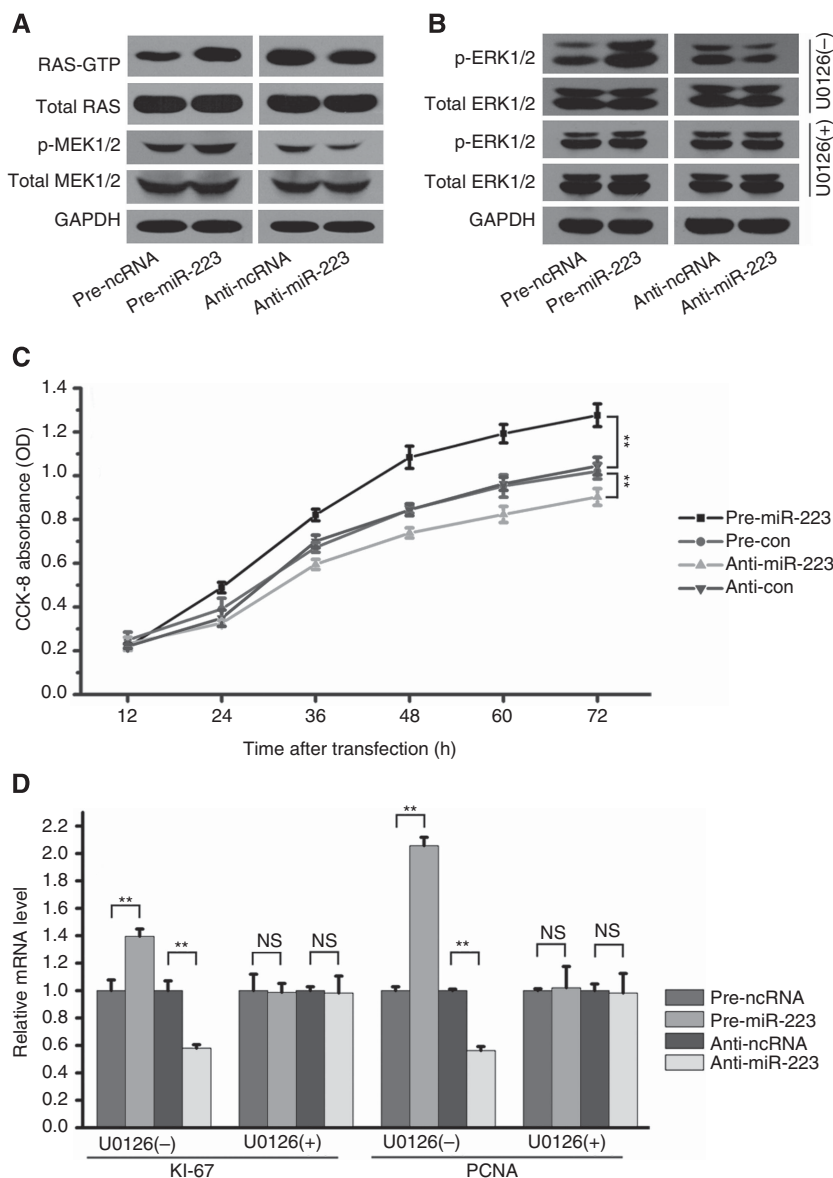 A
RAS-GTP
Total RAS
p-MEK1/2
Total MEK1/2
GAPDH
Pre-ncRNA
Pre-miR-223
Anti-ncRNA
Anti-miR-223
B
p-ERK1/2
Total ERK1/2
U0126(–)
p-ERK1/2
Total ERK1/2
U0126(+)
GAPDH
Pre-ncRNA
Pre-miR-223
Anti-ncRNA
Anti-miR-223
C
CCK-8 absorbance (OD)
1.4
1.2
1.0
0.8
0.6
0.4
0.2
0.0
12 24 36 48 60 72
Time after transfection (h)
**
**
Pre-miR-223
Pre-con
Anti-miR-223
Anti-con
D
Relative mRNA level
2.2
2.0
1.8
1.6
1.4
1.2
1.0
0.8
0.6
0.4
0.2
0.0
** ** NS NS ** ** NS NS
U0126(–) U0126(+) U0126(–) U0126(+)
KI-67 PCNA
Pre-ncRNA
Pre-miR-223
Anti-ncRNA
Anti-miR-223